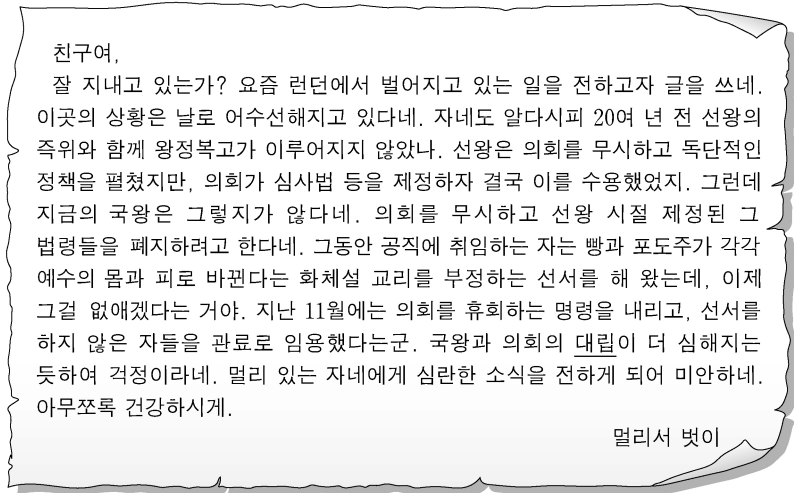 친구여,
잘 지내고 있는가? 요즘 런던에서 벌어지고 있는 일을 전하고자 글을 쓰네.
이곳의 상황은 날로 어수선해지고 있다네. 자네도 알다시피 20여 년 전 선왕의
즉위와 함께 왕정복고가 이루어지지 않았나. 선왕은 의회를 무시하고 독단적인
정책을 펼쳤지만, 의회가 심사법 등을 제정하자 결국 이를 수용했었지. 그런데
지금의 국왕은 그렇지가 않다네. 의회를 무시하고 선왕 시절 제정된 그
법령들을 폐지하려고 한다네. 그동안 공직에 취임하는 자는 빵과 포도주가 각각
예수의 몸과 피로 바뀐다는 화체설 교리를 부정하는 선서를 해 왔는데, 이제
그걸 없애겠다는 거야. 지난 11월에는 의회를 휴회하는 명령을 내리고, 선서를
하지 않은 자들을 관료로 임용했다는군. 국왕과 의회의 대립이 더 심해지는
듯하여 걱정이라네. 멀리 있는 자네에게 심란한 소식을 전하게 되어 미안하네.
아무쪼록 건강하시게.
멀리서 벗이